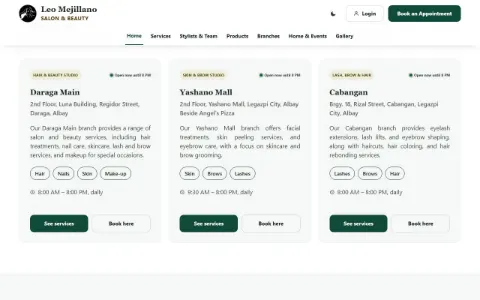 Leo Mejillano
SALON & BEAUTY
Login
Book an Appointment
Home
Services
Stylists & Team
Products
Branches
Home & Events
Gallery
HAIR & BEAUTY STUDIO
Open now until 8 PM
Daraga Main
2nd Floor, Luna Building, Regidor Street,
Daraga, Albay
Our Daraga Main branch provides a range of
salon and beauty services, including hair
treatments, nail care, skincare, lash and brow
services, and makeup for special occasions.
Hair
Nails
Skin
Make-up
8:00 AM – 8:00 PM, daily
See services
Book here
SKIN & BROW STUDIO
Open now until 8 PM
Yashano Mall
2nd Floor, Yashano Mall, Legazpi City, Albay
Beside Angel's Pizza
Our Yashano Mall branch offers facial
treatments, skin peeling services, and
eyebrow care, with a focus on skincare and
brow grooming.
Skin
Brows
Lashes
9:30 AM – 8:00 PM, daily
See services
Book here
LASH, BROW & HAIR
Open now until 8 PM
Cabangan
Brgy. 18, Rizal Street, Cabangan, Legazpi
City, Albay
Our Cabangan branch provides eyelash
extensions, lash lifts, and eyebrow shaping,
along with haircuts, hair coloring, and hair
rebonding services.
Lashes
Brows
Hair
8:00 AM – 8:00 PM, daily
See services
Book here